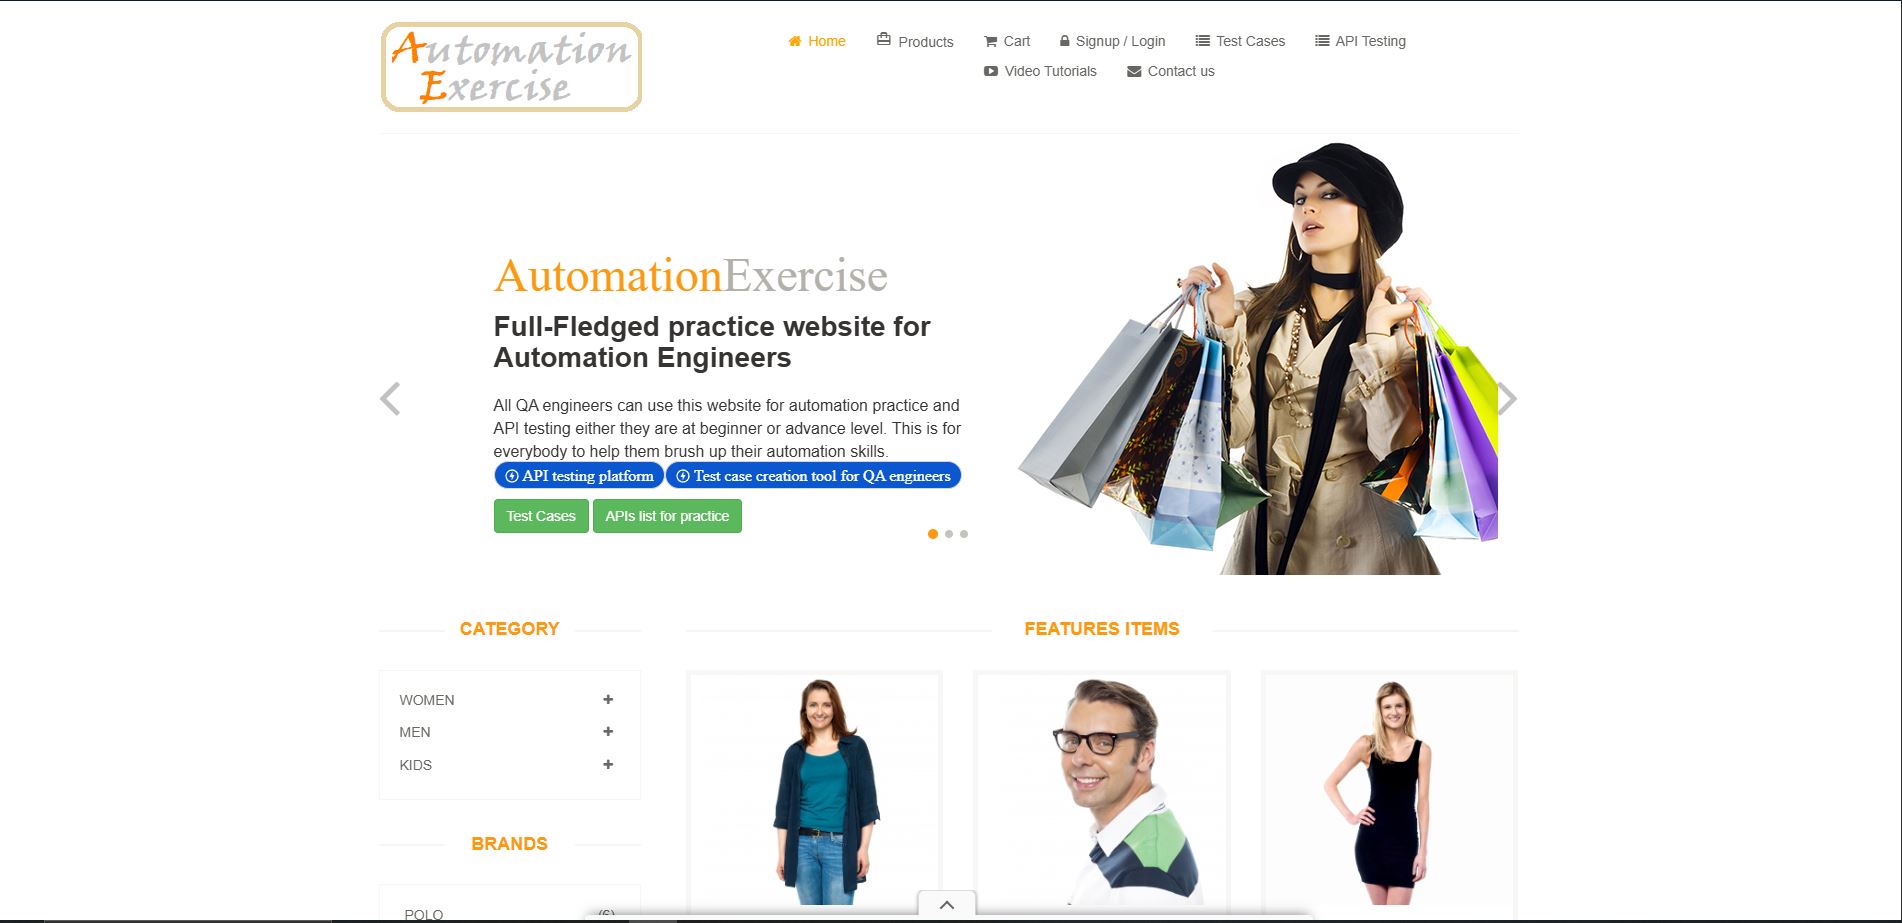 Automation
Exercise
Home
Products
Cart
Signup / Login
Test Cases
API Testing
Video Tutorials
Contact us
AutomationExercise
Full-Fledged practice website for
Automation Engineers
All QA engineers can use this website for automation practice and
API testing either they are at beginner or advance level. This is for
everybody to help them brush up their automation skills.
API testing platform
Test case creation tool for QA engineers
Test Cases
APIs list for practice
CATEGORY
WOMEN
MEN
KIDS
BRANDS
POLO (6)
FEATURES ITEMS